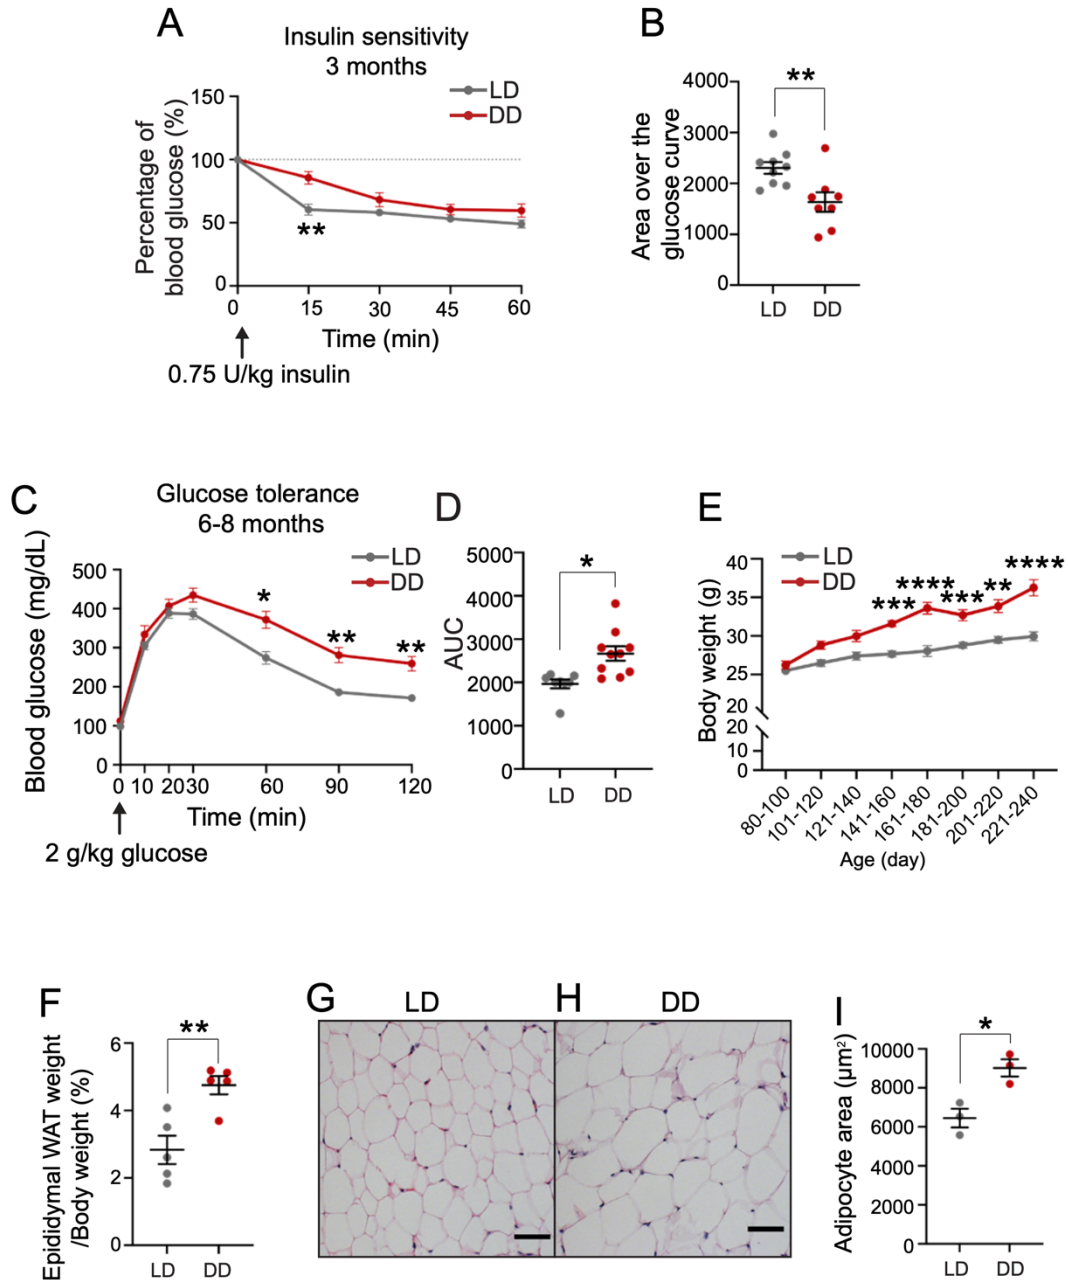 A
Insulin sensitivity
3 months
LD
DD
Percentage of
blood glucose (%)
150
100
50
0
**
0 15 30 45 60
Time (min)
0.75 U/kg insulin
B
**
Area over the
glucose curve
4000
3000
2000
1000
0
LD DD
C
Glucose tolerance
6-8 months
LD
DD
Blood glucose (mg/dL)
500
400
300
200
100
0
*
**
**
0 10 20 30 60 90 120
Time (min)
2 g/kg glucose
D
*
AUC
5000
4000
3000
2000
1000
0
LD DD
E
LD
DD
Body weight (g)
40
35
30
25
20
20
10
0
***
****
***
**
****
80-100
101-120
121-140
141-160
161-180
181-200
201-220
221-240
Age (day)
F
**
Epididymal WAT weight
/Body weight (%)
6
4
2
0
LD DD
G
LD
H
DD
I
*
Adipocyte area (µm²)
10000
8000
6000
4000
2000
0
LD DD